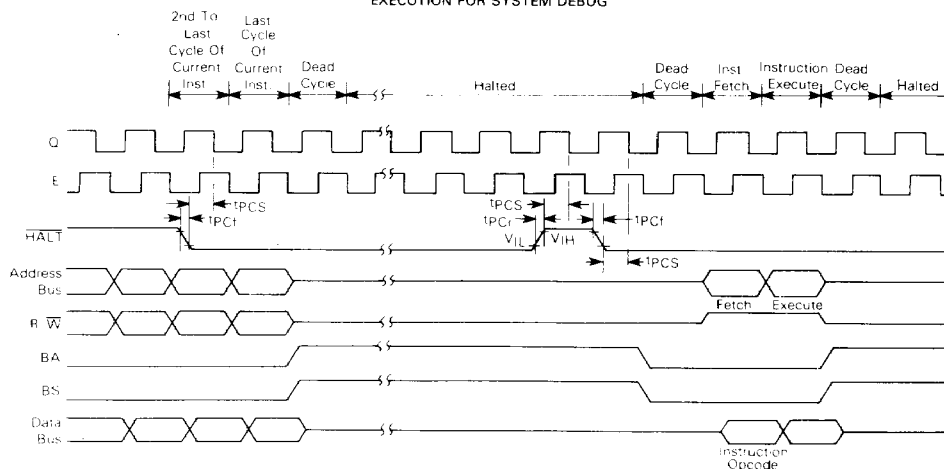 EXECUTION FOR SYSTEM DEBUG
2nd To
Last
Cycle Of
Current
Inst
Last
Cycle
Of
Current
Inst.
Dead
Cycle
Halted
Dead
Cycle
Inst
Fetch
Instruction
Execute
Dead
Cycle
Halted
Q
E
tPCS
tPCf
tPCS
tPCr
tPCf
HALT
VIL
VIH
tPCS
Address
Bus
Fetch
Execute
R W
BA
BS
Data
Bus
Instruction
Opcode